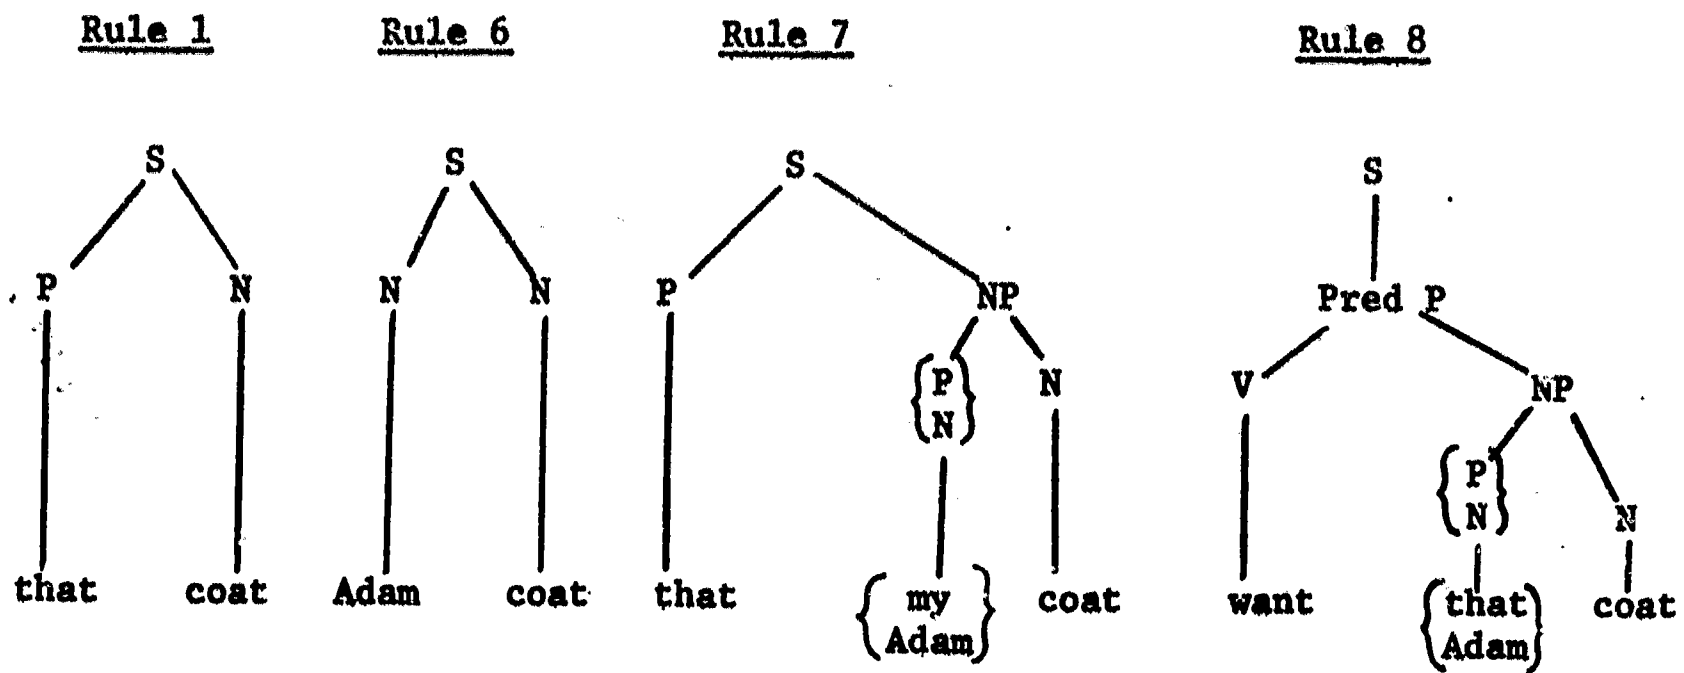 Rule 1 Rule 6 Rule 7 Rule 8
S S S S
P N N N P NP Pred P
P N V NP
N
P
N N
that coat Adam coat that my coat want that coat
Adam Adam